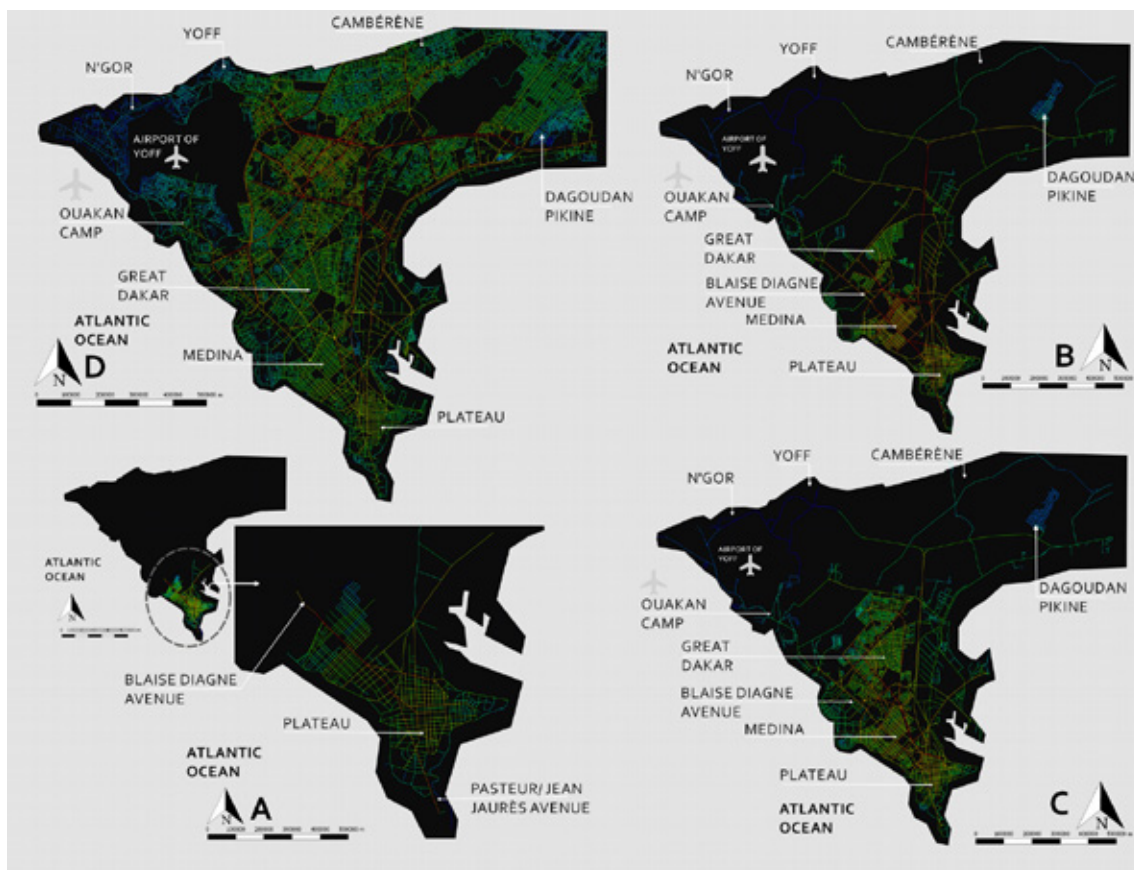 CAMBÉRÈNE
YOFF
N'GOR
AIRPORT OF
YOFF
DAGOUDAN
PIKINE
OUAKAN
CAMP
GREAT
DAKAR
ATLANTIC
OCEAN
MEDINA
PLATEAU
N
D
YOFF
CAMBÉRÈNE
N'GOR
AIRPORT OF
YOFF
DAGOUDAN
PIKINE
OUAKAN
CAMP
GREAT
DAKAR
BLAISE DIAGNE
AVENUE
MEDINA
ATLANTIC
OCEAN
PLATEAU
B
N
ATLANTIC
OCEAN
N
BLAISE DIAGNE
AVENUE
PLATEAU
ATLANTIC
OCEAN
PASTEUR/JEAN
JAURÈS AVENUE
N
A
YOFF
CAMBÉRÈNE
N'GOR
AIRPORT OF
YOFF
DAGOUDAN
PIKINE
OUAKAN
CAMP
GREAT
DAKAR
BLAISE DIAGNE
AVENUE
MEDINA
PLATEAU
ATLANTIC
OCEAN
C
N